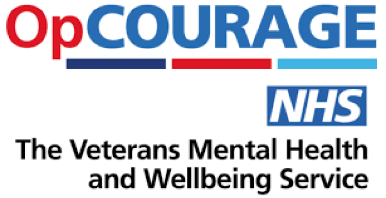 OpCOURAGE
NHS
The Veterans Mental Health
and Wellbeing Service